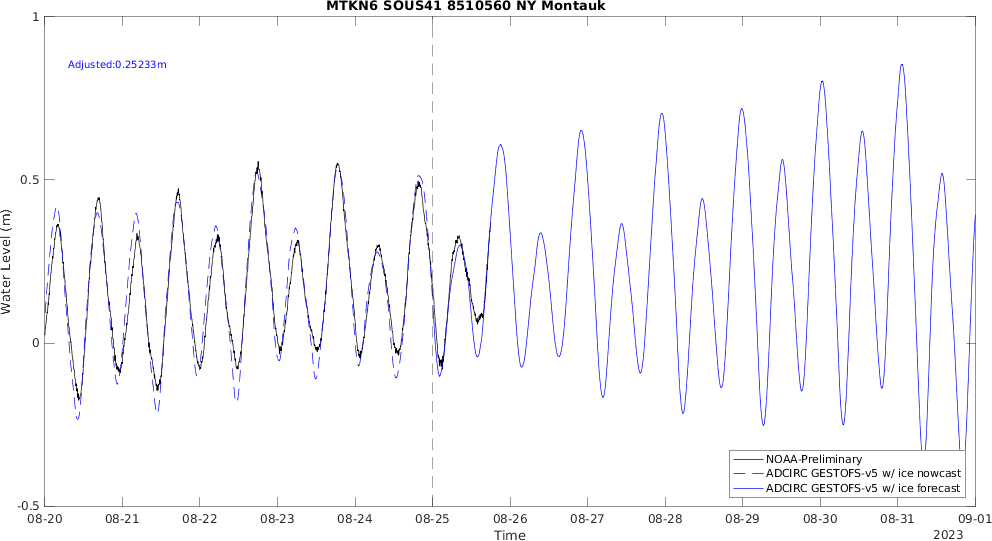 MTKN6 SOUS41 8510560 NY Montauk
Adjusted:0.25233m
1
0.5
0
-0.5
Water Level (m)
NOAA-Preliminary
ADCIRC GESTOFS-v5 w/ ice nowcast
ADCIRC GESTOFS-v5 w/ ice forecast
08-20 08-21 08-22 08-23 08-24 08-25 08-26 08-27 08-28 08-29 08-30 08-31 09-01
Time
2023